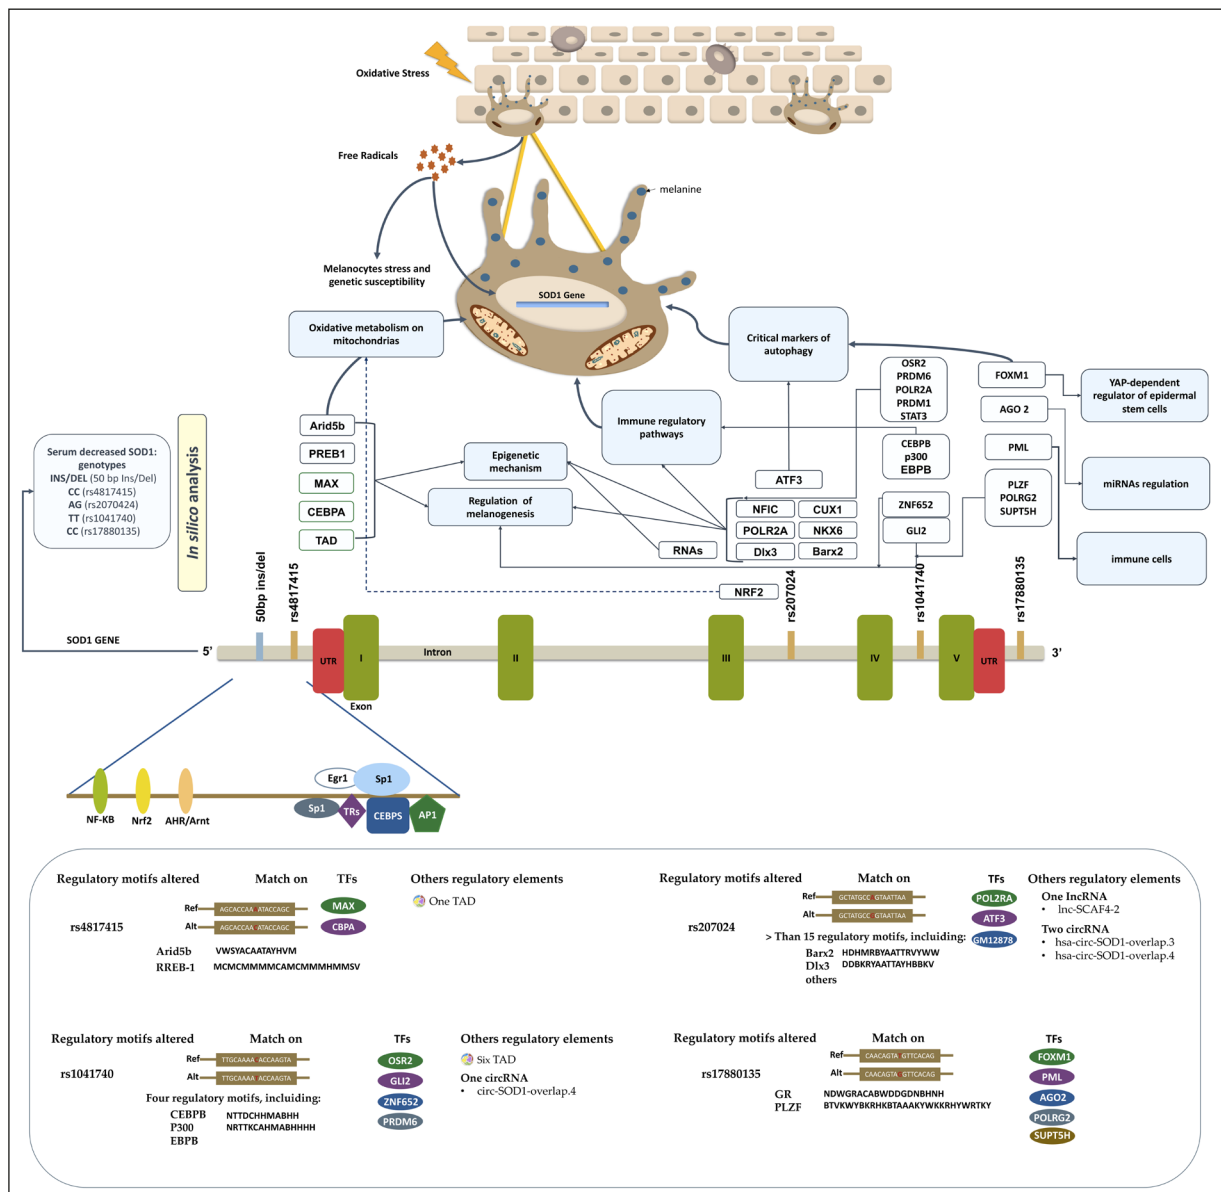 Oxidative Stress
Free Radicals
melanine
Melanocytes stress and
genetic susceptibility
SOD1 Gene
Oxidative metabolism on
mitochondrias
Critical markers of
autophagy
OSR2
PRDM6
POLR2A
PRDM1
STAT3
FOXM1
YAP-dependent
regulator of epidermal
stem cells
AGO 2
Immune regulatory
pathways
Arid5b
PREB1
MAX
CEBPA
TAD
Serum decreased SOD1:
genotypes
INS/DEL (50 bp Ins/Del)
CC (rs4817415)
AG (rs2070424)
TT (rs1041740)
CC (rs17880135)
In silico analysis
Epigenetic
mechanism
Regulation of
melanogenesis
CEBPB
p300
EBPB
PML
ATF3
PLZF
POLRG2
SUPT5H
miRNAs regulation
NFIC
CUX1
POLR2A
NKX6
Dlx3
Barx2
ZNF652
GLI2
RNAs
immune cells
NRF2
50bp ins/del
rs4817415
rs207024
rs1041740
rs17880135
SOD1 GENE
5’
UTR
I
Intron
II
III
IV
V
UTR
3’
Exon
Egr1
Sp1
Sp1
TRs
CEBPS
AP1
NF-KB
Nrf2
AHR/Arnt
Regulatory motifs altered
Match on
TFs
Others regulatory elements
rs4817415
Ref
Alt
MAX
CBPA
One TAD
Arid5b
VWSYACAATAYHVM
RREB-1
MCMCMMMMCAMCMMMHMMSV
Regulatory motifs altered
Match on
TFs
Others regulatory elements
rs207024
Ref
Alt
POL2RA
ATF3
GM12878
One lncRNA
• lnc-SCAF4-2
Two circRNA
• hsa-circ-SOD1-overlap.3
• hsa-circ-SOD1-overlap.4
> Than 15 regulatory motifs, incluiding:
Barx2
HDHMRBYAATTRVYWW
Dlx3
DDBKRYAATTAYHBBKV
others
Regulatory motifs altered
Match on
TFs
Others regulatory elements
rs1041740
Ref
Alt
OSR2
GLI2
ZNF652
PRDM6
Six TAD
One circRNA
• circ-SOD1-overlap.4
Four regulatory motifs, incluiding:
CEBPB
NTTDCHHMABHH
P300
NRTTKCAHMABHHHH
EBPB
Regulatory motifs altered
Match on
TFs
rs17880135
Ref
Alt
FOXM1
PML
AGO2
POLRG2
SUPT5H
GR
NDWGRACABWDDGDNBHNH
PLZF
BTVKWYBKRHKBTAAAKYWKKRHYWRTKY